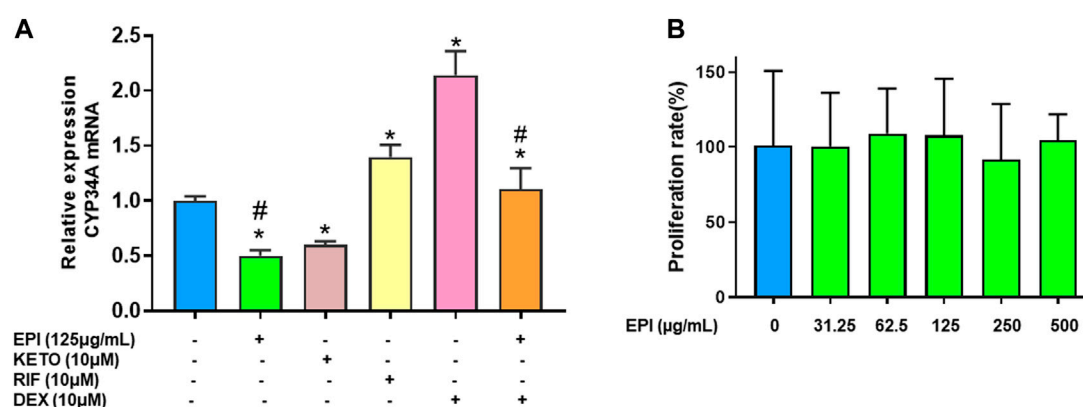 A
Relative expression
CYP34A mRNA
2.5
2.0
1.5
1.0
0.5
0.0
#
*
*
*
*
#
*
EPI (125µg/mL) - + - - - +
KETO (10µM) - - + - - -
RIF (10µM) - - - + - -
DEX (10µM) - - - - + +
B
Proliferation rate(%)
150
100
50
0
EPI (µg/mL) 0 31.25 62.5 125 250 500